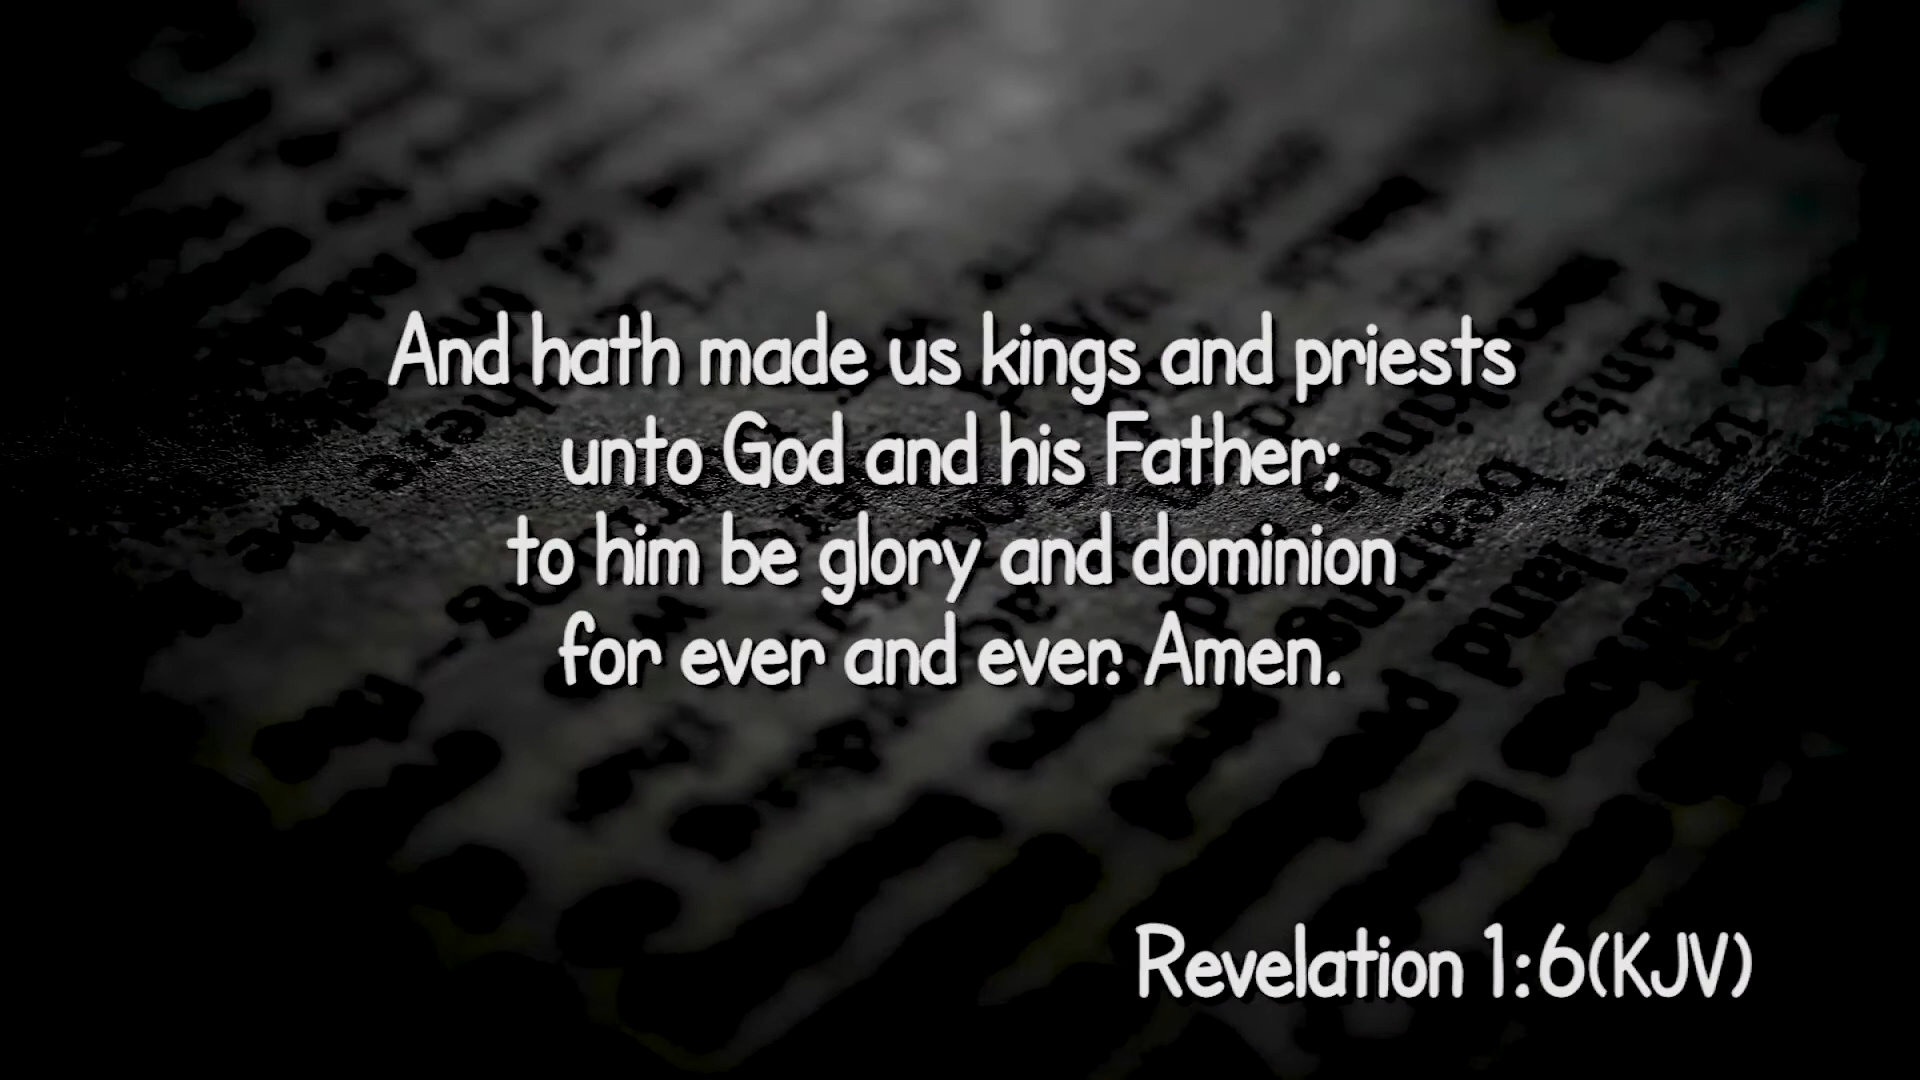 And hath made us kings and priests
unto God and his Father;
to him be glory and dominion
for ever and ever. Amen.
Revelation 1:6(KJV)